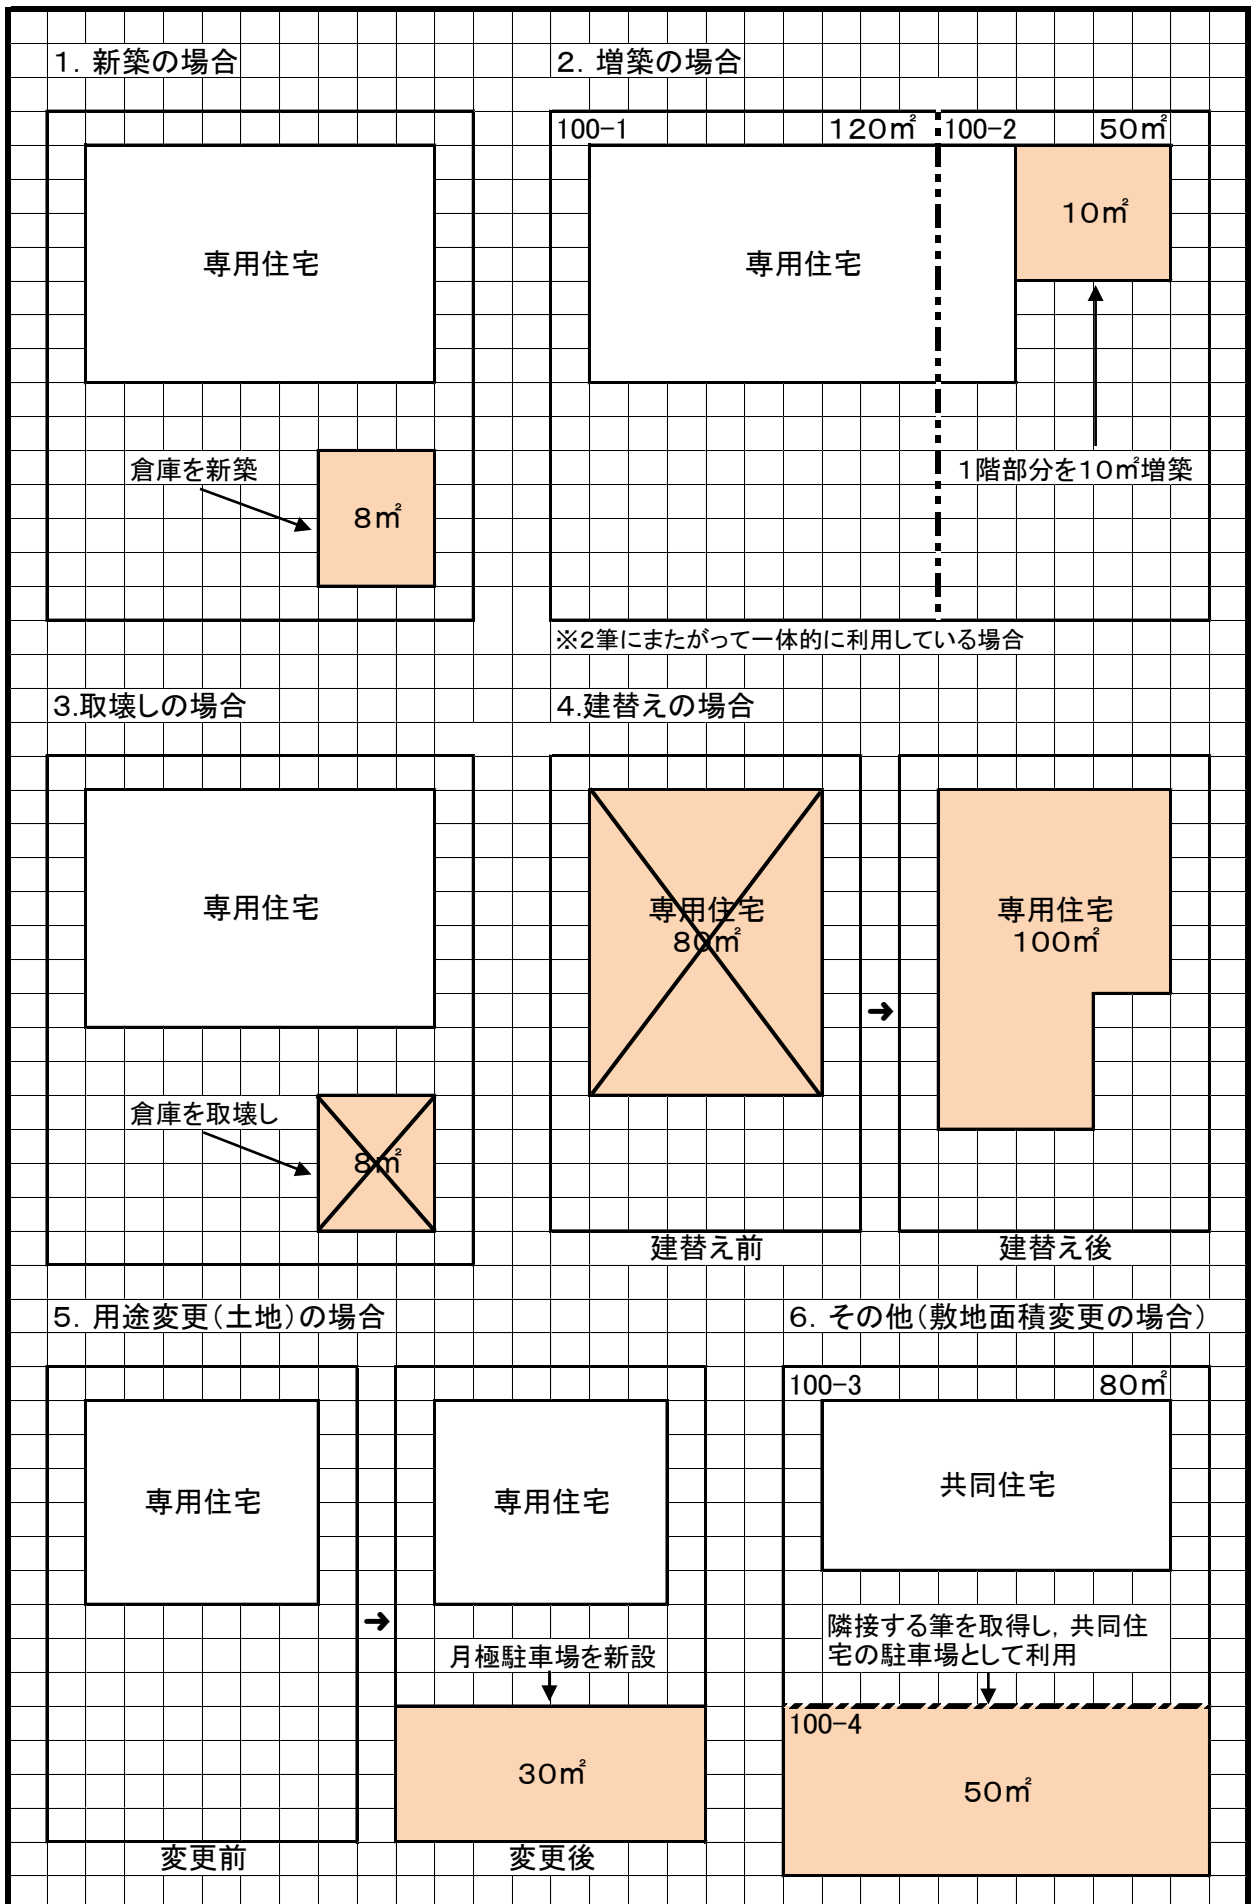 1. 新築の場合
専用住宅
倉庫を新築
8㎡
2. 増築の場合
100-1
120㎡
100-2
50㎡
専用住宅
10㎡
1階部分を10㎡増築
※2筆にまたがって一体的に利用している場合
3.取壊しの場合
専用住宅
倉庫を取壊し
8㎡
4.建替えの場合
専用住宅
80㎡
建替え前
➜
専用住宅
100㎡
建替え後
5. 用途変更(土地)の場合
専用住宅
変更前
➜
専用住宅
月極駐車場を新設
30㎡
変更後
6. その他(敷地面積変更の場合)
100-3
80㎡
共同住宅
隣接する筆を取得し, 共同住
宅の駐車場として利用
100-4
50㎡